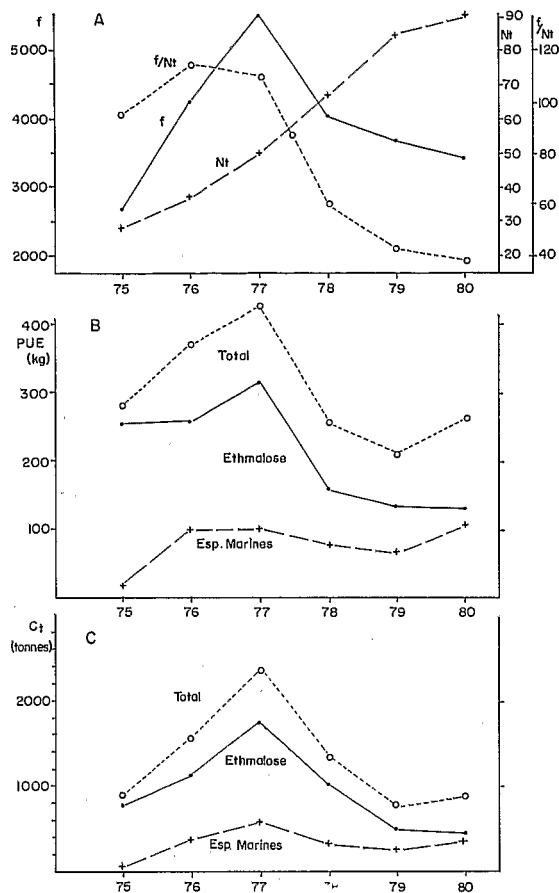 f
A
Nt
f/Nt
5000
4000
3000
2000
90
80
70
60
50
40
30
20
120
100
80
60
40
f/Nt
f
Nt
75 76 77 78 79 80
B
400
PUE
(kg)
300
200
100
Total
Ethmalose
Esp. Marines
75 76 77 78 79 80
Ct
(tonnes)
C
2000
1000
Total
Ethmalose
Esp. Marines
75 76 77 79 80